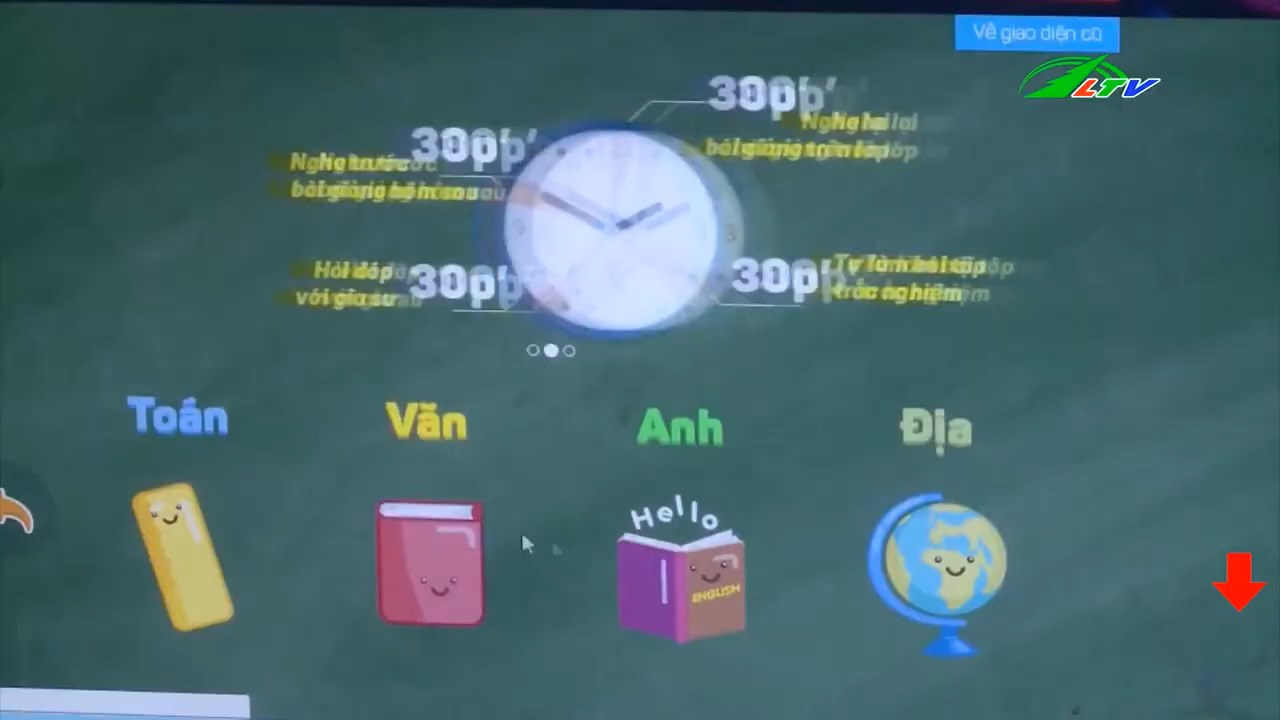 Về giao diện cũ
LTV
30p'
Nghe lại
bài giảng trên lớp
30p'
Nghe trước
bài giảng hôm sau
Hỏi đáp
với gia sư
30p'
30p'
Tự làm bài tập
trắc nghiệm
Toán
Văn
Anh
Địa
Hello
ENGLISH